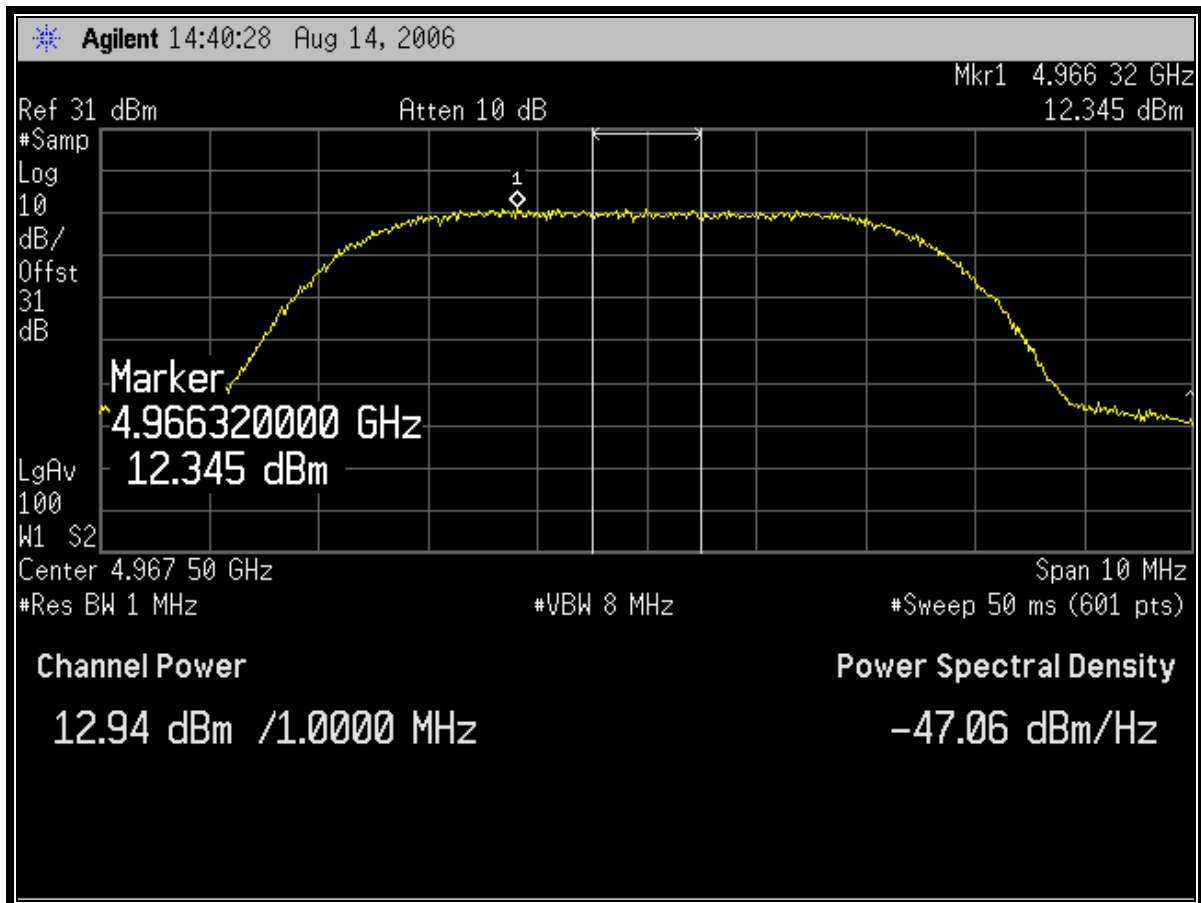 Agilent 14:40:28 Aug 14, 2006
Mkr1 4.966 32 GHz
Ref 31 dBm Atten 10 dB 12.345 dBm
#Samp
Log
10
dB/
Offst
31
dB
1
Marker
4.966320000 GHz
12.345 dBm
LgAv
100
W1 S2
Center 4.967 50 GHz Span 10 MHz
#Res BW 1 MHz #VBW 8 MHz #Sweep 50 ms (601 pts)
Channel Power Power Spectral Density
12.94 dBm /1.0000 MHz -47.06 dBm/Hz